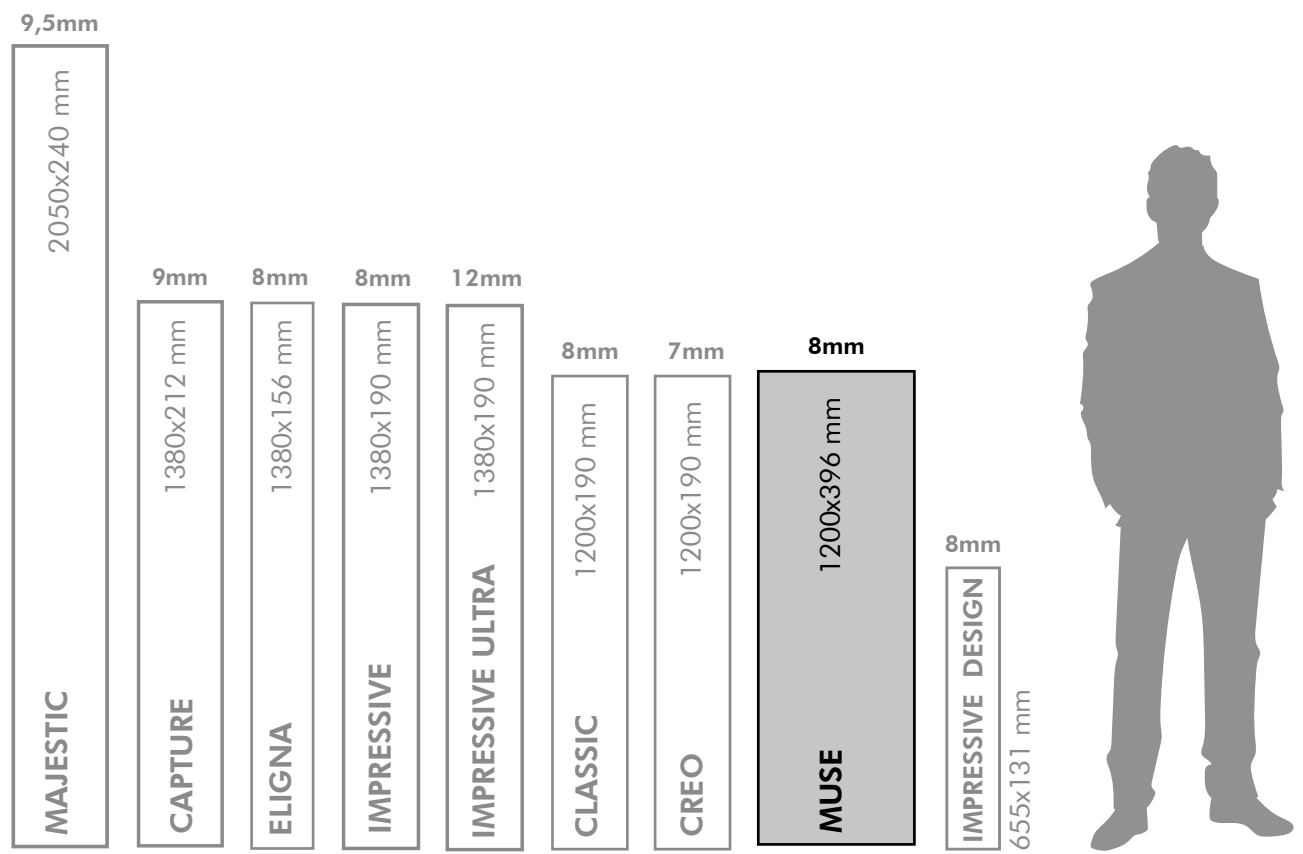 9,5mm
2050x240 mm
MAJESTIC
9mm
1380x212 mm
CAPTURE
8mm
1380x156 mm
ELIGNA
8mm
1380x190 mm
IMPRESSIVE
12mm
1380x190 mm
IMPRESSIVE ULTRA
8mm
1200x190 mm
CLASSIC
7mm
1200x190 mm
CREO
8mm
1200x396 mm
MUSE
8mm
IMPRESSIVE DESIGN
655x131 mm